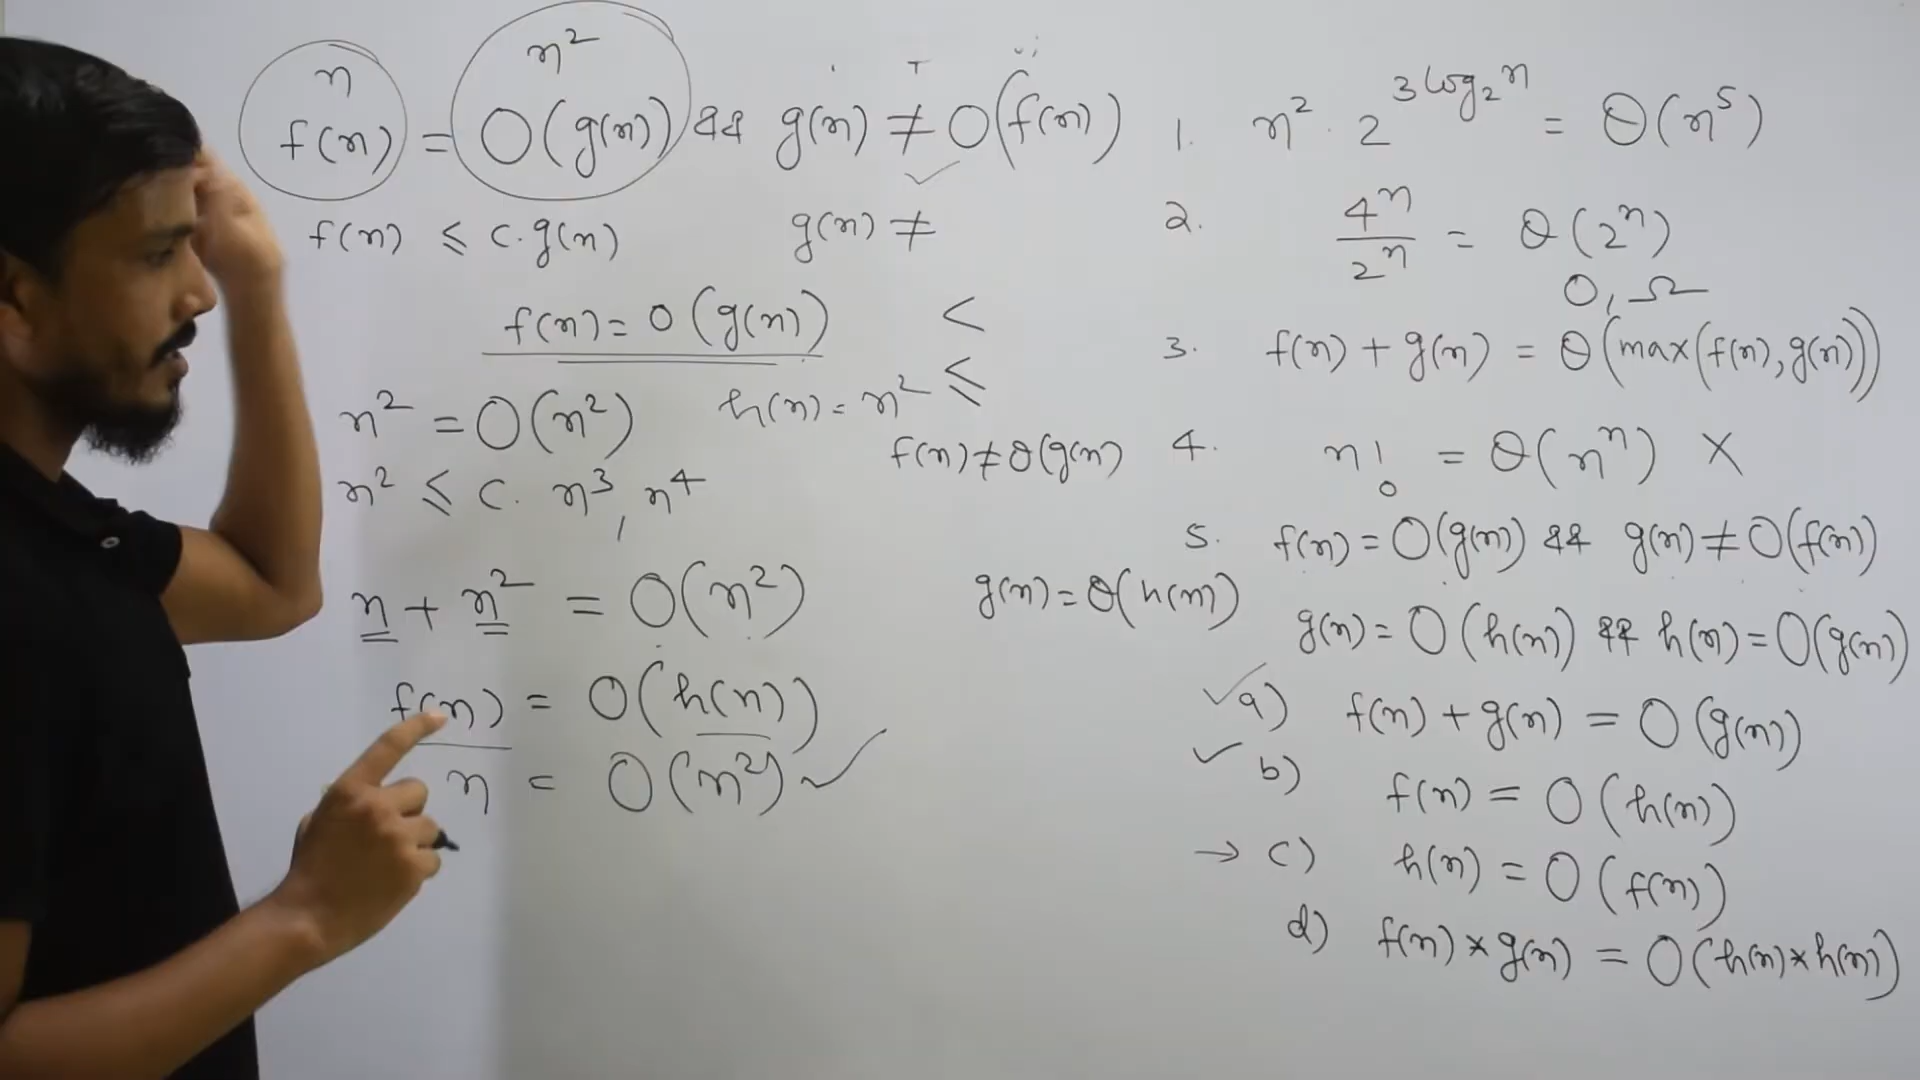 n n²
f(n) = O(g(n)) && g(n) ≠ O(f(n))
f(n) ≤ c.g(n) g(n) ≠
f(n) = o(g(n)) <
≤
n² = O(n²) h(n) = n²
f(n) ≠ θ(g(n)
n² ≤ c. n³, n⁴
n + n² = O(n²) g(n) = θ(h(n))
f(n) = O(h(n))
n = O(n²) ✓
1. n² . 2^{3 log₂ n} = θ(n⁵)
2. 4ⁿ/2ⁿ = θ(2ⁿ)
O, Ω
3. f(n) + g(n) = θ(max(f(n), g(n)))
4. n! = θ(nⁿ) ×
o
5. f(n) = O(g(n)) && g(n) ≠ O(f(n))
g(n) = O(h(n)) && h(n) = O(g(n))
✓ a) f(n) + g(n) = O(g(n))
✓ b) f(n) = O(h(n))
→ c) h(n) = O(f(n))
d) f(n) * g(n) = O(h(n) * h(n))